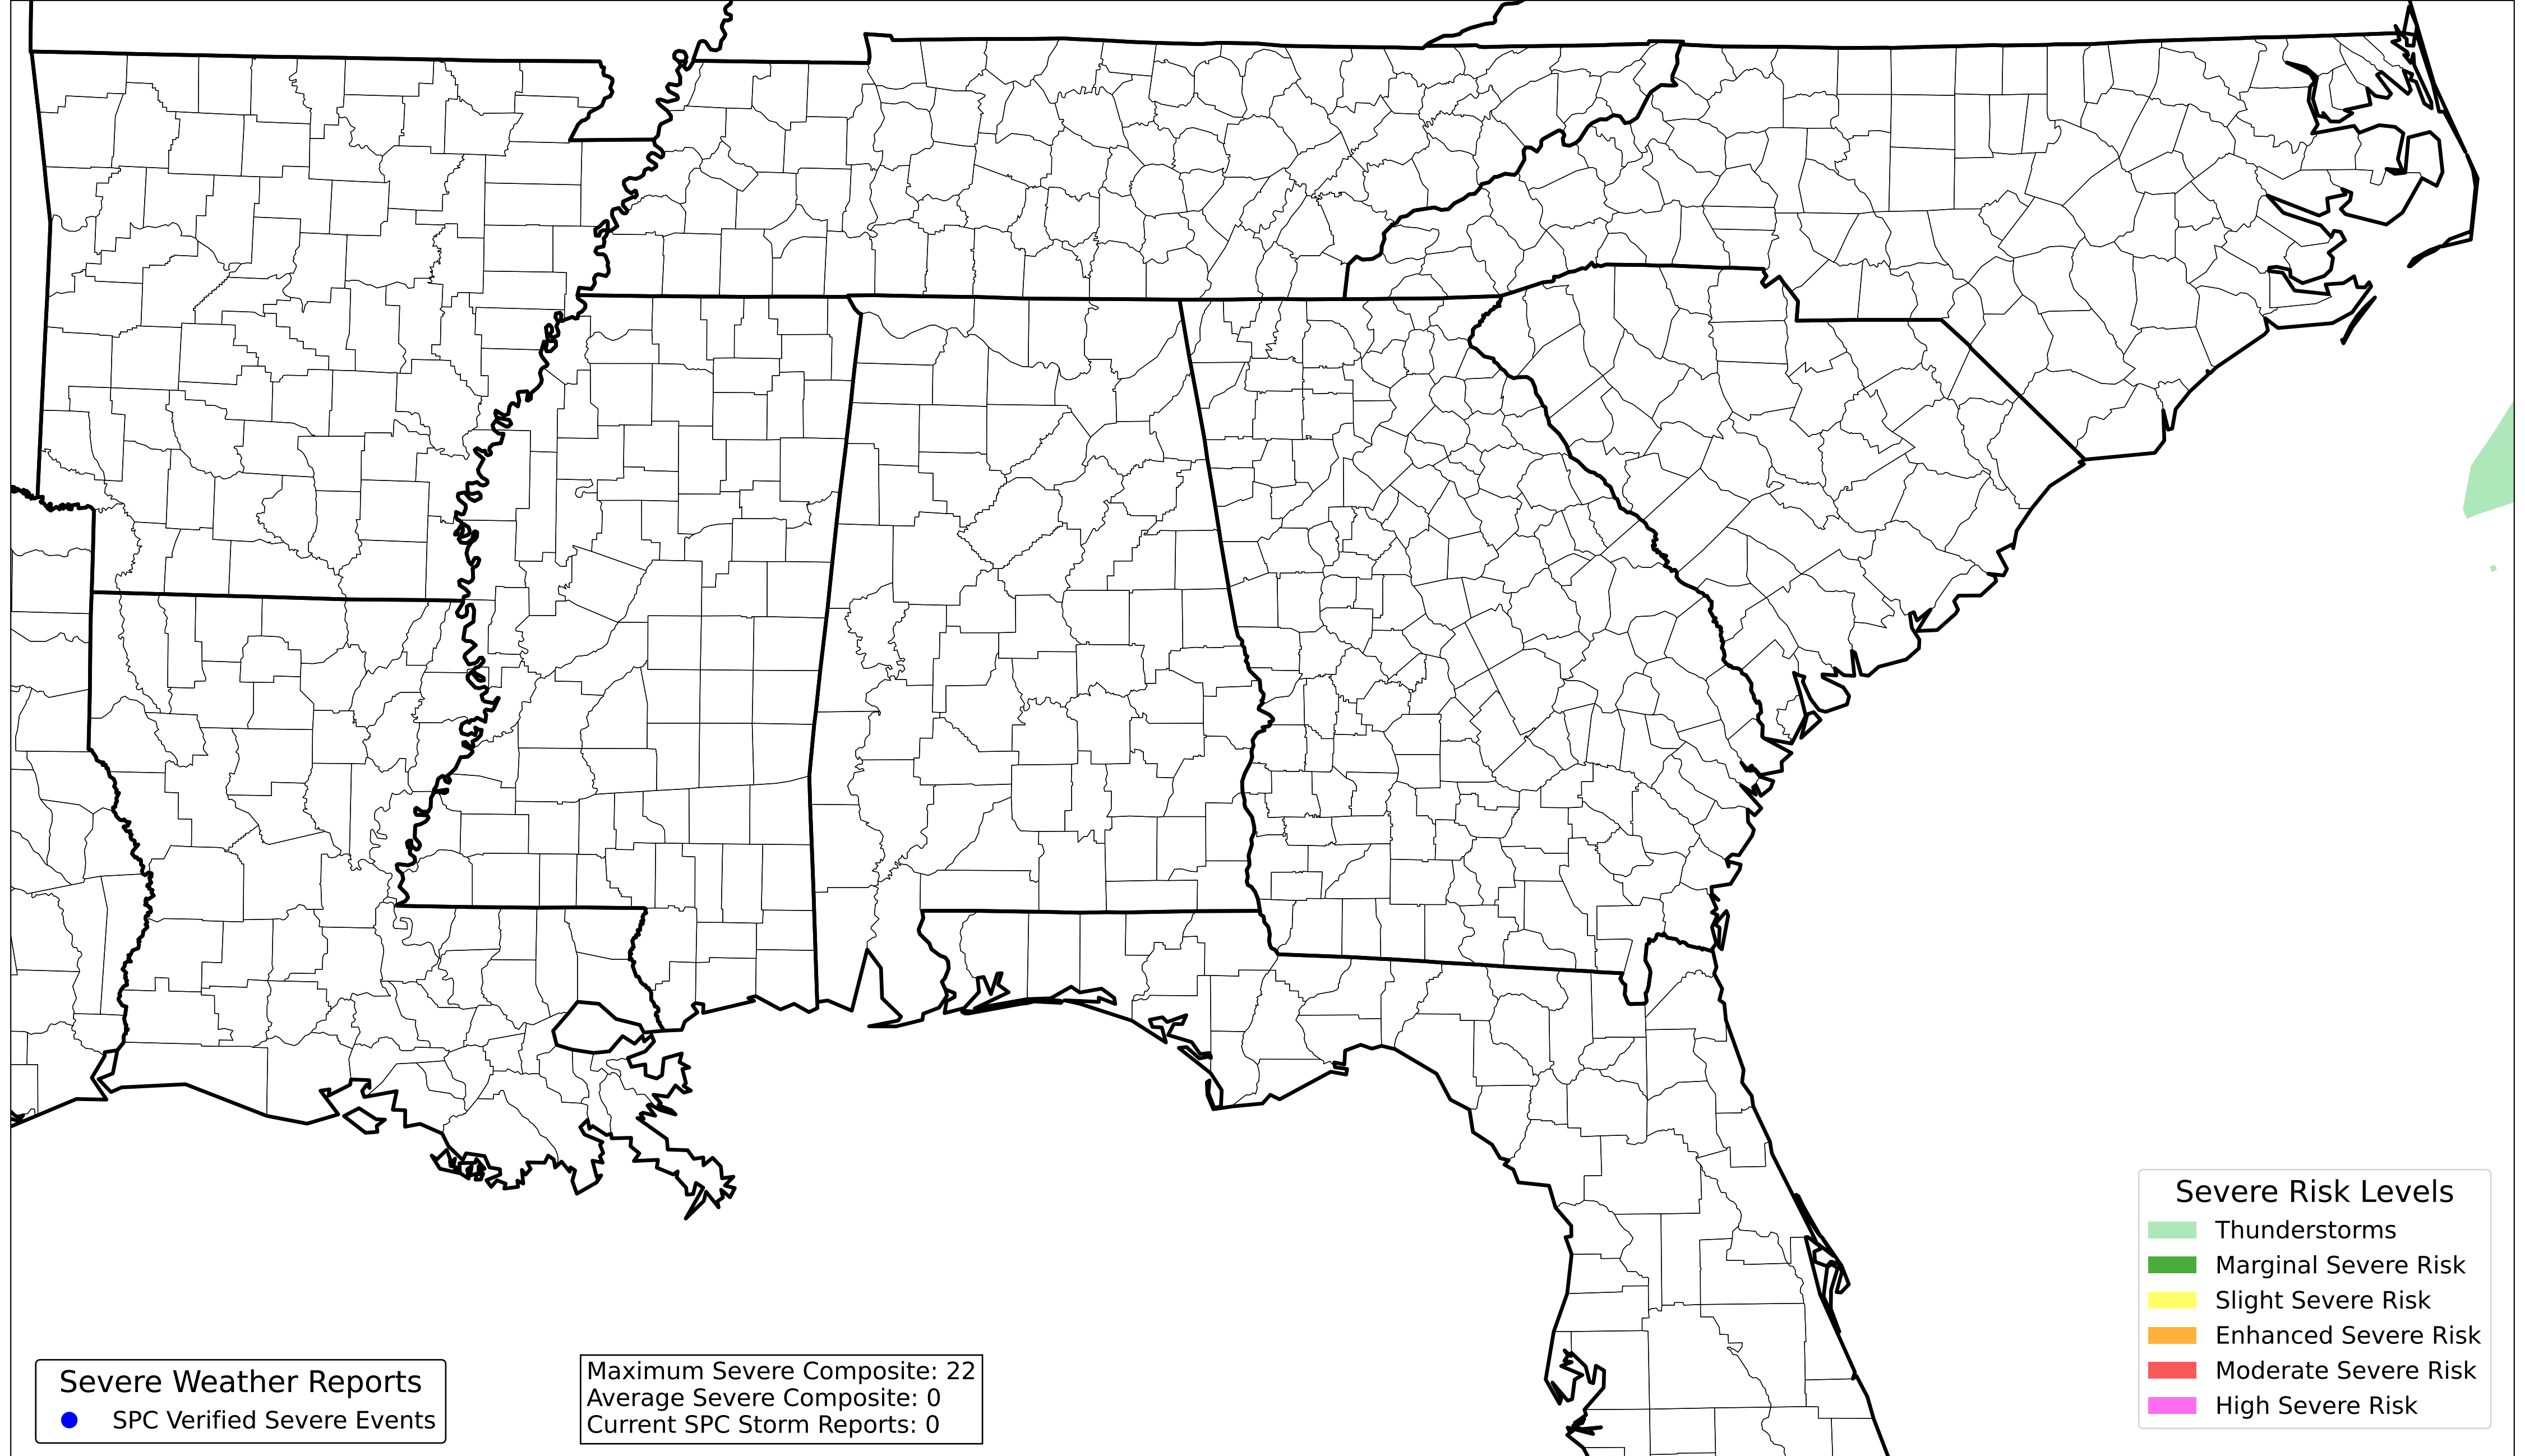 Severe Weather Reports
SPC Verified Severe Events
Maximum Severe Composite: 22
Average Severe Composite: 0
Current SPC Storm Reports: 0
Severe Risk Levels
Thunderstorms
Marginal Severe Risk
Slight Severe Risk
Enhanced Severe Risk
Moderate Severe Risk
High Severe Risk